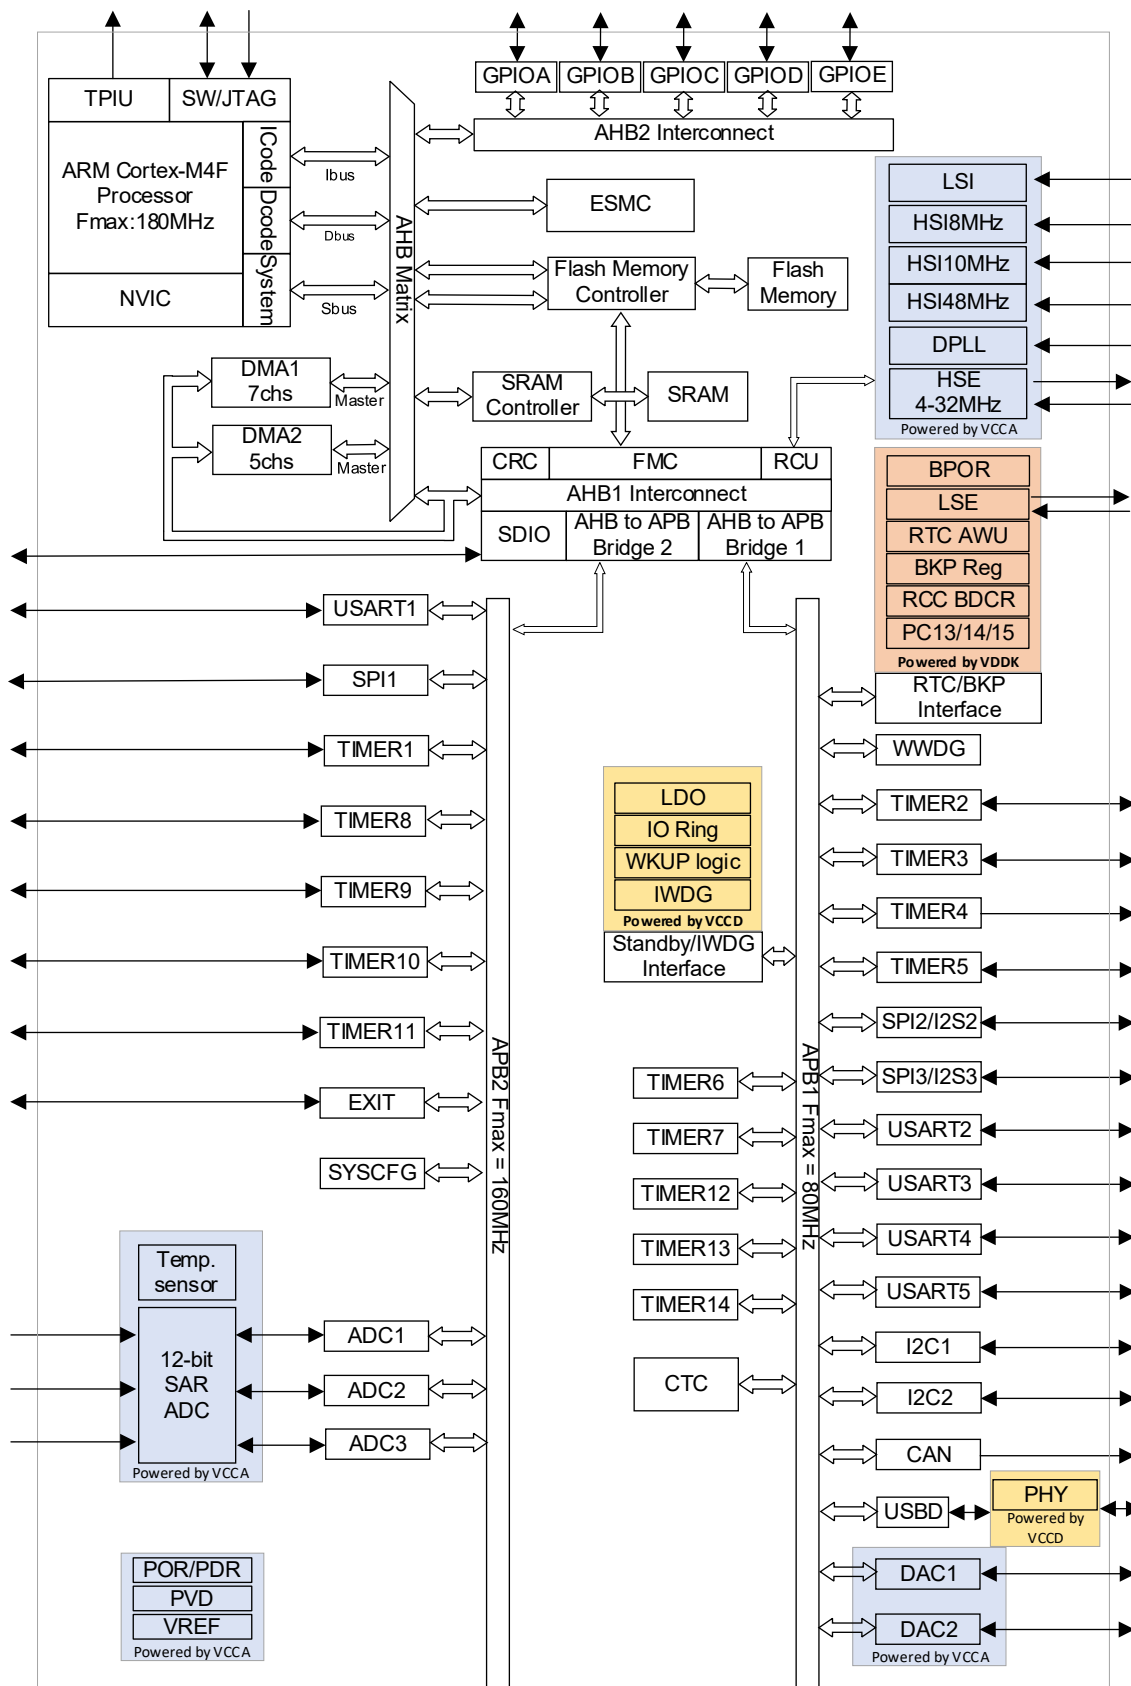 GPIOA
GPIOB
GPIOC
GPIOD
GPIOE
AHB2 Interconnect
TPIU
SW/JTAG
ARM Cortex-M4F
Processor
Fmax:180MHz
NVIC
ICode
Dcode
System
Ibus
Dbus
Sbus
AHB Matrix
ESMC
Flash Memory
Controller
Flash
Memory
DMA1
7chs
Master
DMA2
5chs
Master
SRAM
Controller
SRAM
CRC
FMC
RCU
AHB1 Interconnect
SDIO
AHB to APB
Bridge 2
AHB to APB
Bridge 1
LSI
HSI8MHz
HSI10MHz
HSI48MHz
DPLL
HSE
4-32MHz
Powered by VCCA
BPOR
LSE
RTC AWU
BKP Reg
RCC BDCR
PC13/14/15
Powered by VDDK
RTC/BKP
Interface
USART1
SPI1
TIMER1
TIMER8
TIMER9
TIMER10
TIMER11
EXIT
SYSCFG
APB2 Fmax = 160MHz
Temp.
sensor
12-bit
SAR
ADC
Powered by VCCA
ADC1
ADC2
ADC3
POR/PDR
PVD
VREF
Powered by VCCA
LDO
IO Ring
WKUP logic
IWDG
Powered by VCCD
Standby/IWDG
Interface
TIMER6
TIMER7
TIMER12
TIMER13
TIMER14
CTC
APB1 Fmax = 80MHz
WWDG
TIMER2
TIMER3
TIMER4
TIMER5
SPI2/I2S2
SPI3/I2S3
USART2
USART3
USART4
USART5
I2C1
I2C2
CAN
USBD
PHY
Powered by
VCCD
DAC1
DAC2
Powered by VCCA